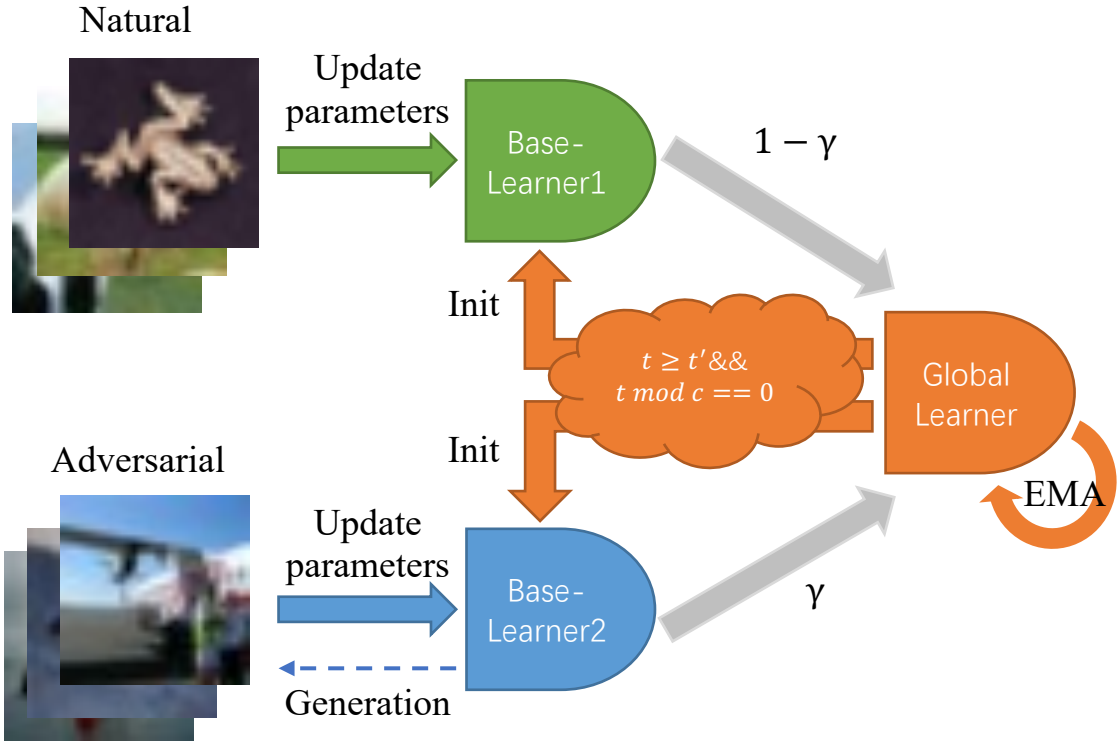 Natural
Update
parameters
Base-
Learner1
1 − γ
Init
t ≥ t′&&
t mod c == 0
Global
Learner
Init
EMA
Adversarial
Update
parameters
Base-
Learner2
γ
Generation